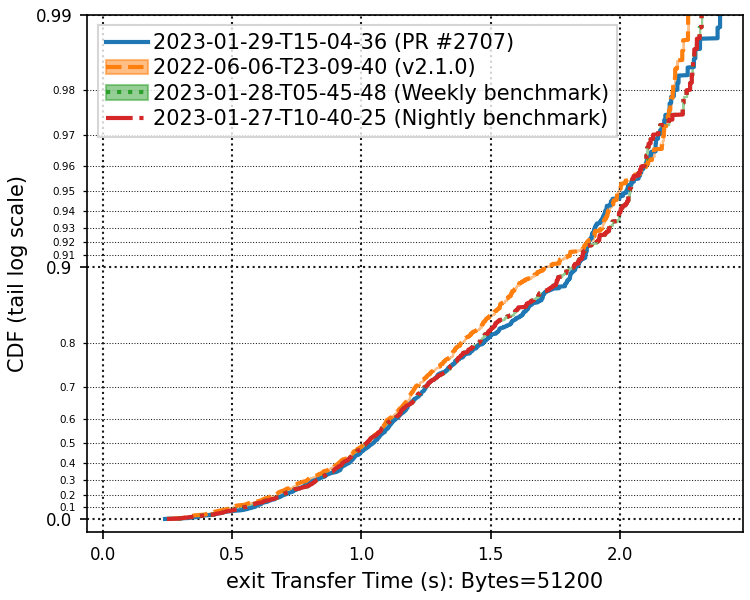 0.99
0.98
0.97
0.96
0.95
0.94
0.93
0.92
0.91
0.9
0.8
0.7
0.6
0.5
0.4
0.3
0.2
0.1
0.0
CDF (tail log scale)
2023-01-29-T15-04-36 (PR #2707)
2022-06-06-T23-09-40 (v2.1.0)
2023-01-28-T05-45-48 (Weekly benchmark)
2023-01-27-T10-40-25 (Nightly benchmark)
0.0 0.5 1.0 1.5 2.0
exit Transfer Time (s): Bytes=51200